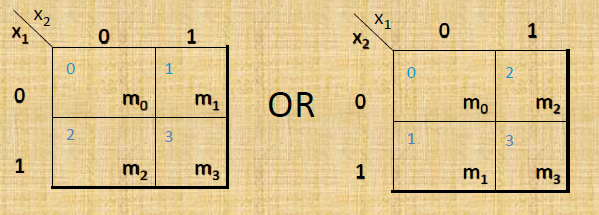 x₂
x₁ 0 1
0 0 m₀ 1 m₁
1 2 m₂ 3 m₃
OR
x₁
x₂ 0 1
0 0 m₀ 2 m₂
1 1 m₁ 3 m₃